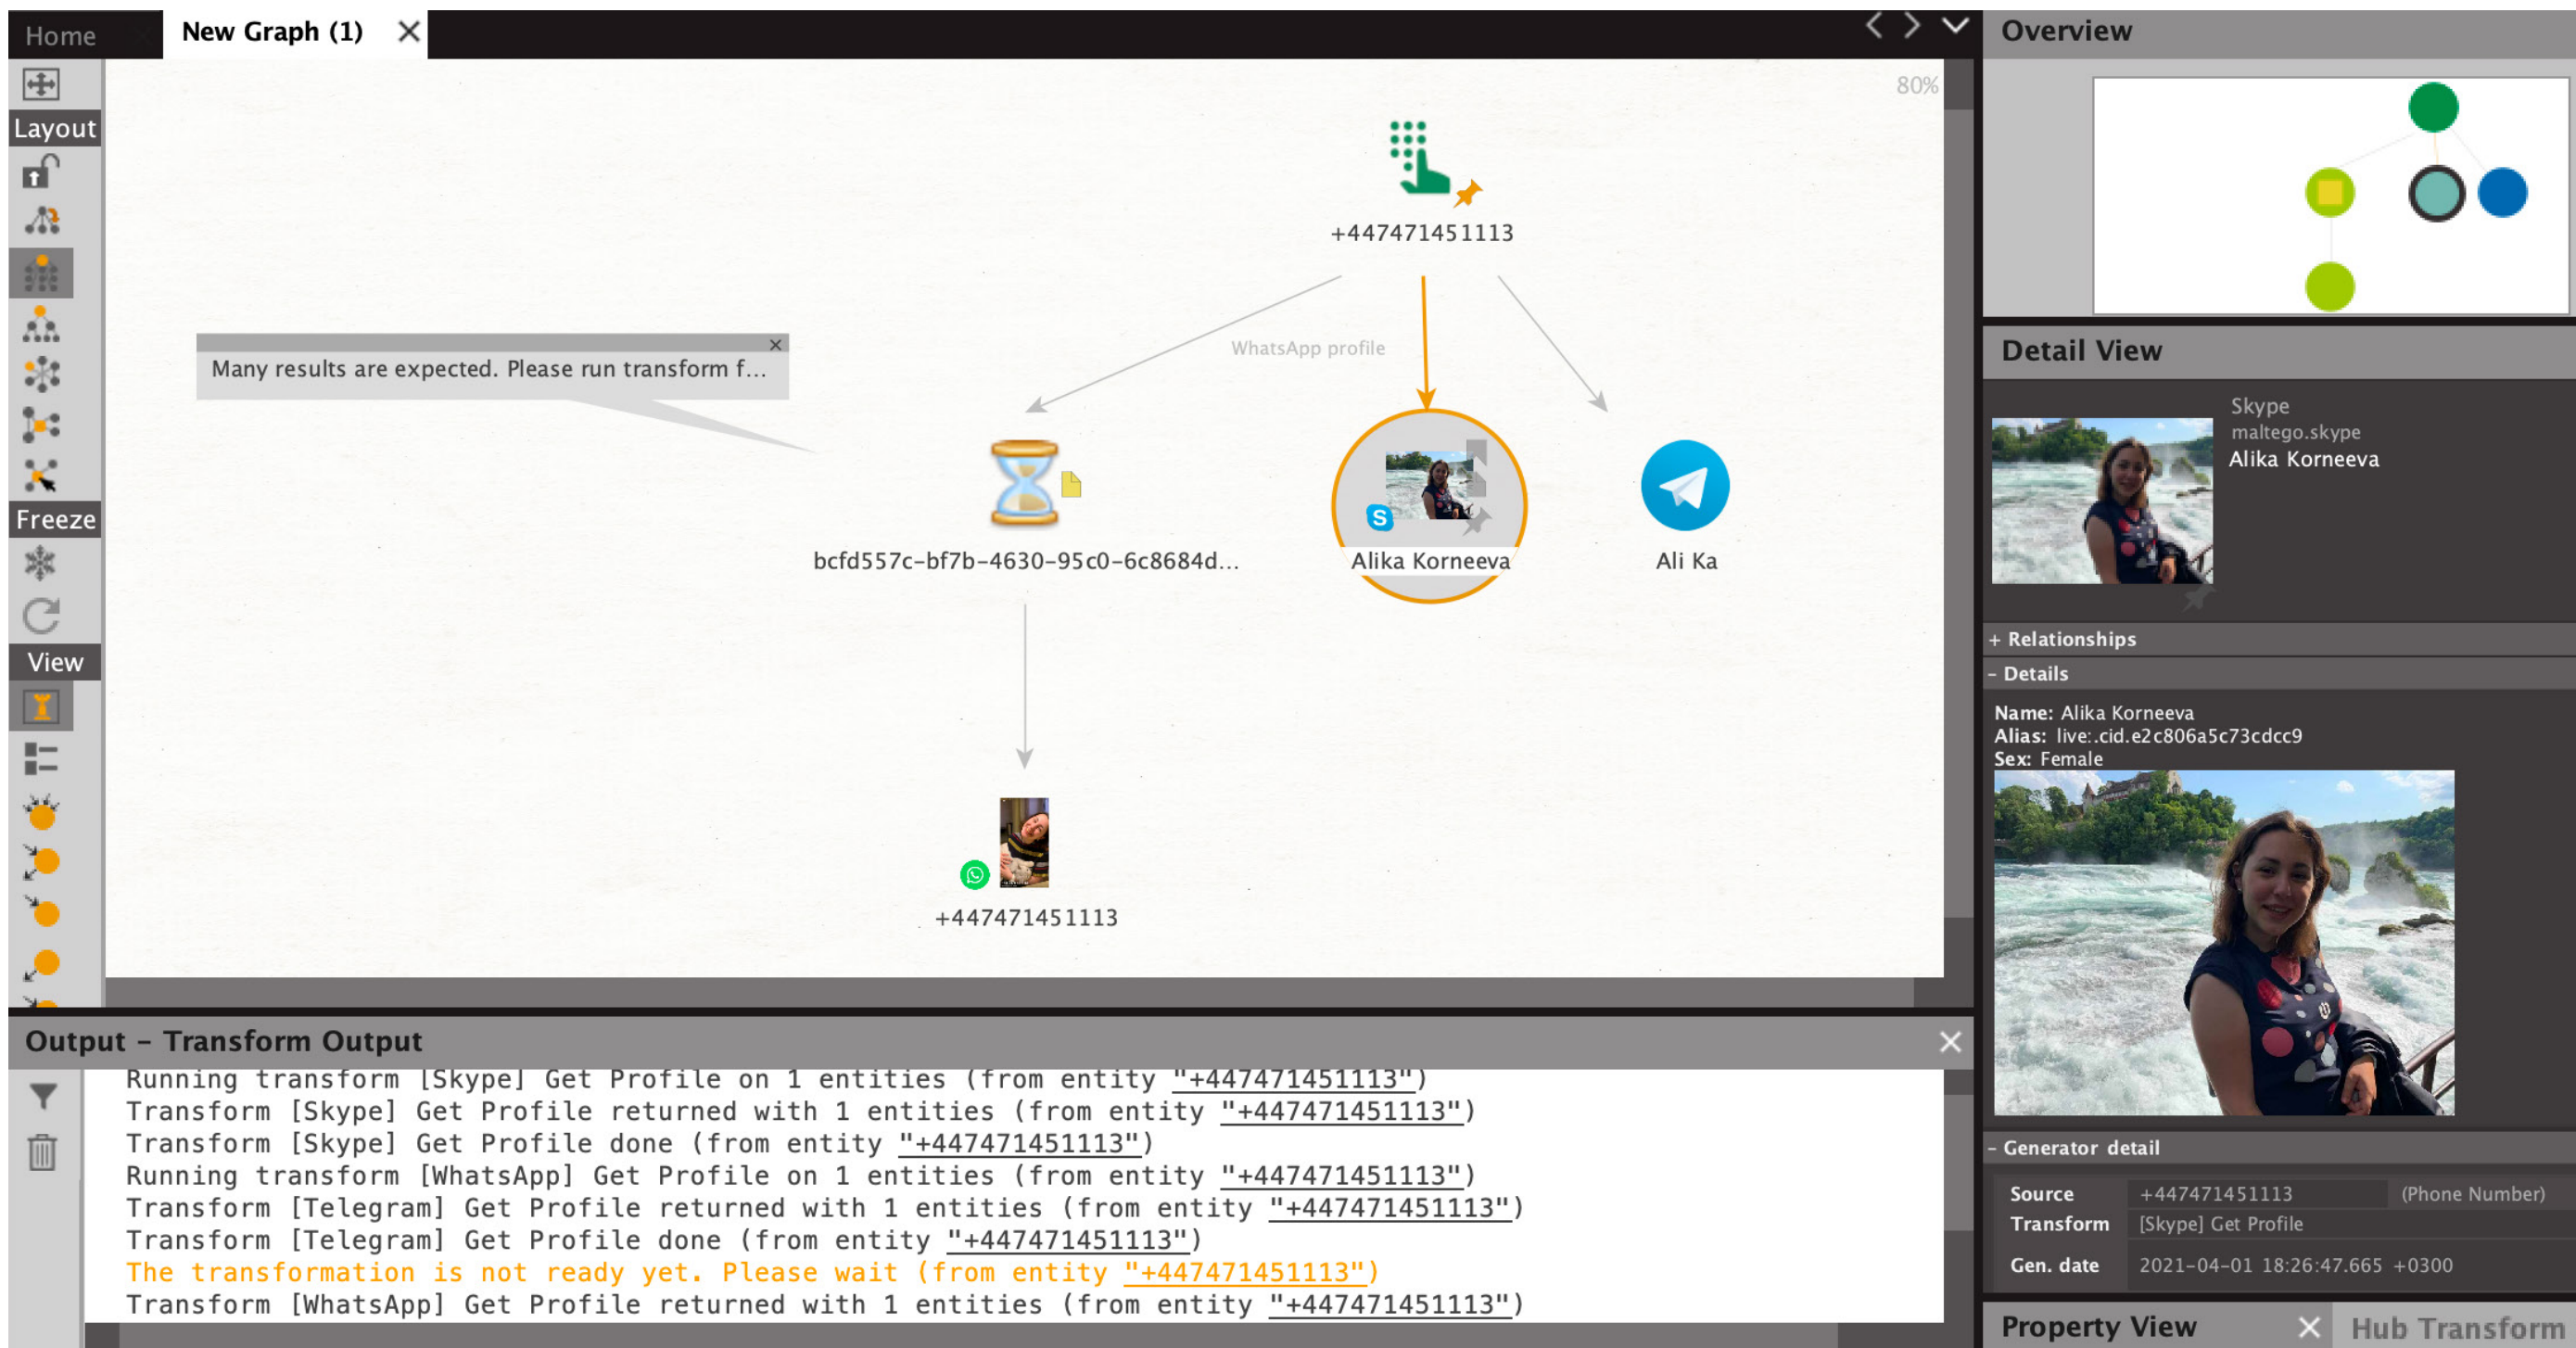 Home
New Graph (1)
Overview
80%
Layout
+447471451113
WhatsApp profile
Many results are expected. Please run transform f...
bcfd557c-bf7b-4630-95c0-6c8684d...
Alika Korneeva
Ali Ka
+447471451113
Freeze
View
Detail View
Skype
maltego.skype
Alika Korneeva
+ Relationships
- Details
Name: Alika Korneeva
Alias: live:.cid.e2c806a5c73cdcc9
Sex: Female
- Generator detail
Source +447471451113 (Phone Number)
Transform [Skype] Get Profile
Gen. date 2021-04-01 18:26:47.665 +0300
Property View
Hub Transform
Output - Transform Output
Running transform [Skype] Get Profile on 1 entities (from entity "+447471451113")
Transform [Skype] Get Profile returned with 1 entities (from entity "+447471451113")
Transform [Skype] Get Profile done (from entity "+447471451113")
Running transform [WhatsApp] Get Profile on 1 entities (from entity "+447471451113")
Transform [Telegram] Get Profile returned with 1 entities (from entity "+447471451113")
Transform [Telegram] Get Profile done (from entity "+447471451113")
The transformation is not ready yet. Please wait (from entity "+447471451113")
Transform [WhatsApp] Get Profile returned with 1 entities (from entity "+447471451113")